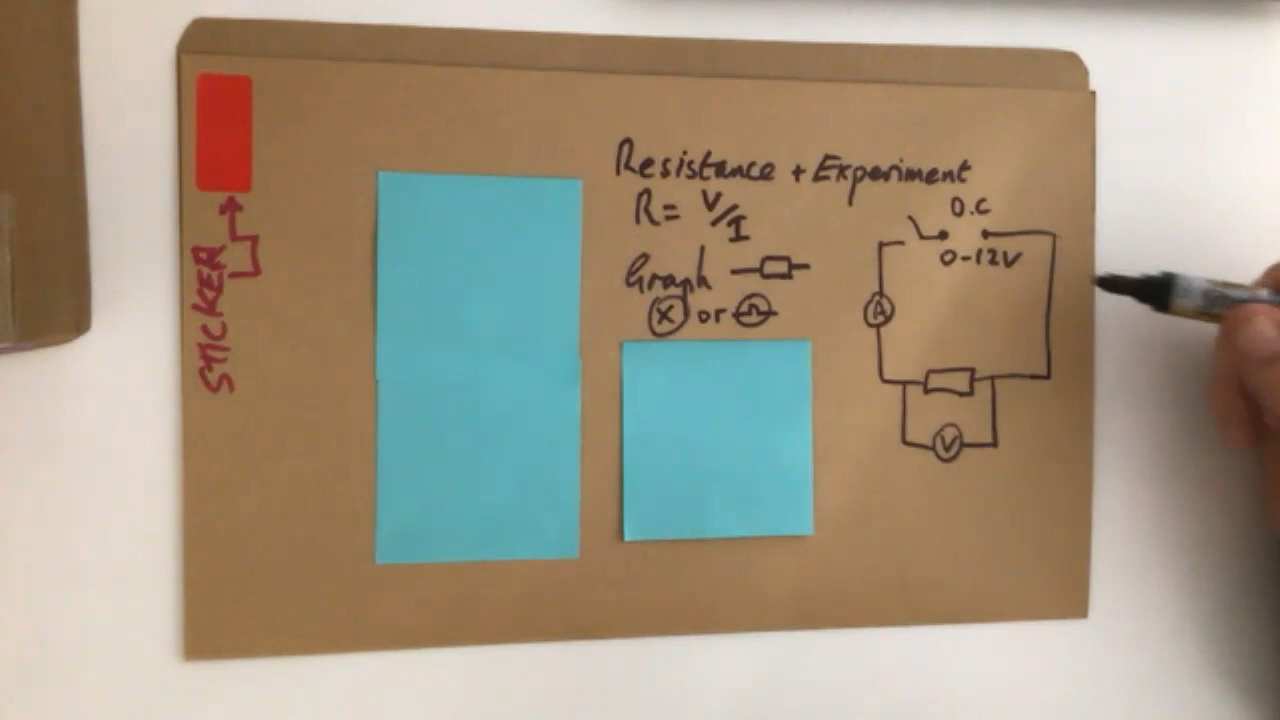 STICKER
Resistance + Experiment
R= V/I
Graph
X or
D.C
0-12V
A
V